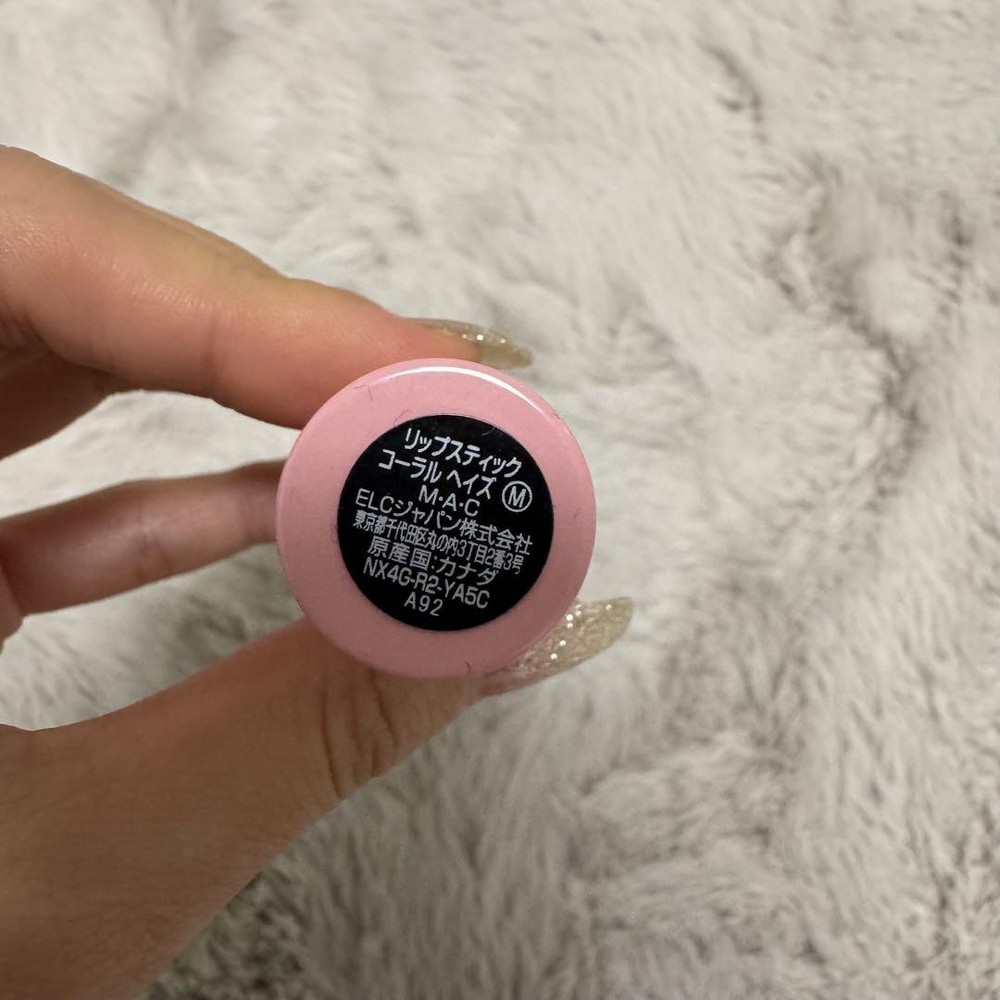 リップスティック
コーラル ヘイズ Ⓜ
M·A·C
ELCジャパン株式会社
東京都千代田区丸の内3丁目2番3号
原産国:カナダ
NX4G-R2-YA5C
A92